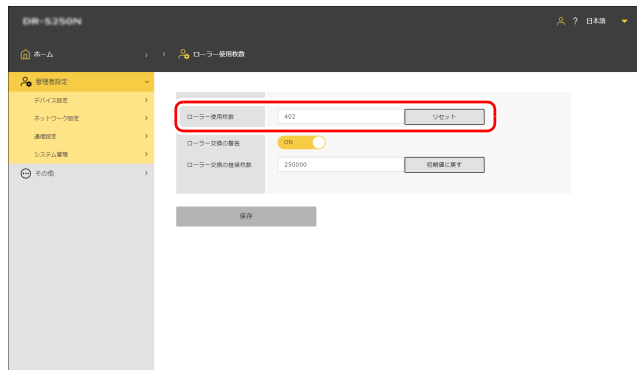 DR-S250N
? 日本語
ホーム
ローラー使用枚数
管理者設定
デバイス設定
ネットワーク設定
通信設定
システム管理
その他
ローラー使用枚数 402 リセット
ローラー交換の警告 ON
ローラー交換の推奨枚数 250000 初期値に戻す
保存